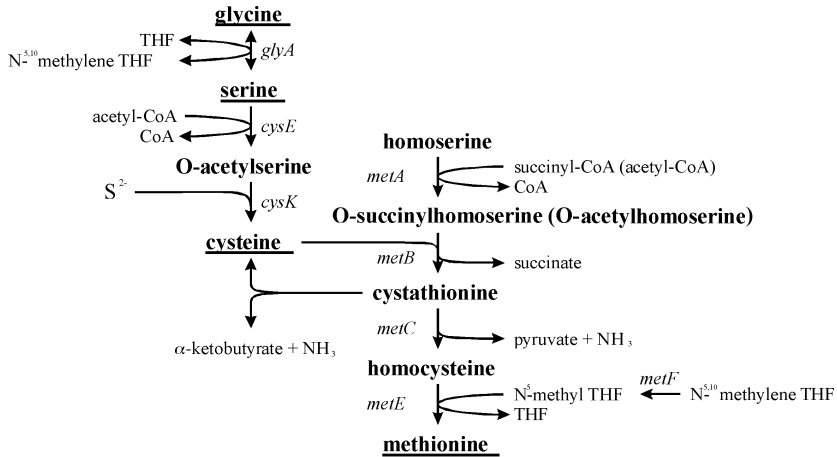 glycine
THF
N-5,10 methylene THF
glyA
serine
acetyl-CoA
CoA
cysE
O-acetylserine
S 2-
cysK
cysteine
α-ketobutyrate + NH3
homoserine
metA
succinyl-CoA (acetyl-CoA)
CoA
O-succinylhomoserine (O-acetylhomoserine)
metB
succinate
cystathionine
metC
pyruvate + NH3
homocysteine
metE
N5-methyl THF
THF
metF
N-5,10 methylene THF
methionine